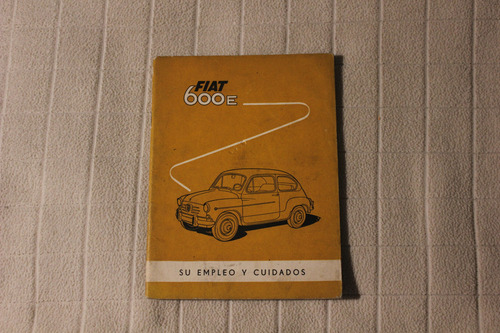 FIAT
600E
SU EMPLEO Y CUIDADOS